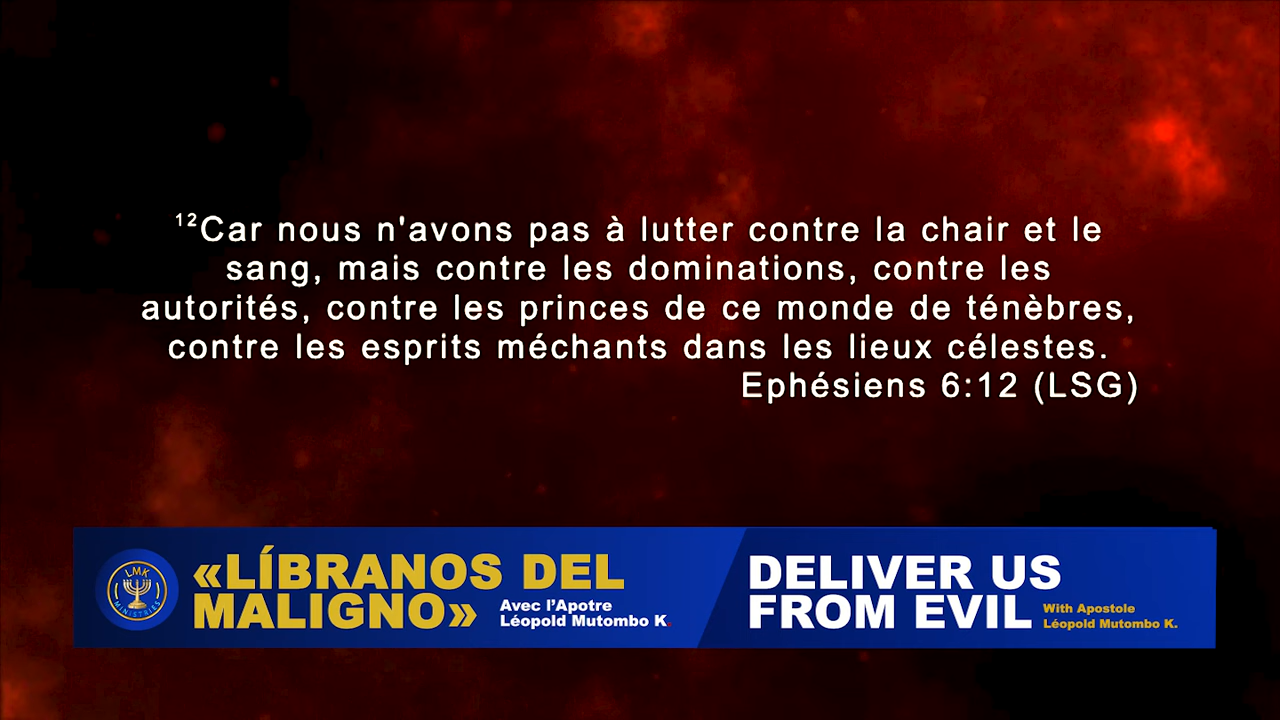 12Car nous n'avons pas à lutter contre la chair et le
sang, mais contre les dominations, contre les
autorités, contre les princes de ce monde de ténèbres,
contre les esprits méchants dans les lieux célestes.
Ephésiens 6:12 (LSG)
LMK
MINISTRIES
«LÍBRANOS DEL
MALIGNO»
Avec l'Apotre
Léopold Mutombo K.
DELIVER US
FROM EVIL
With Apostole
Léopold Mutombo K.